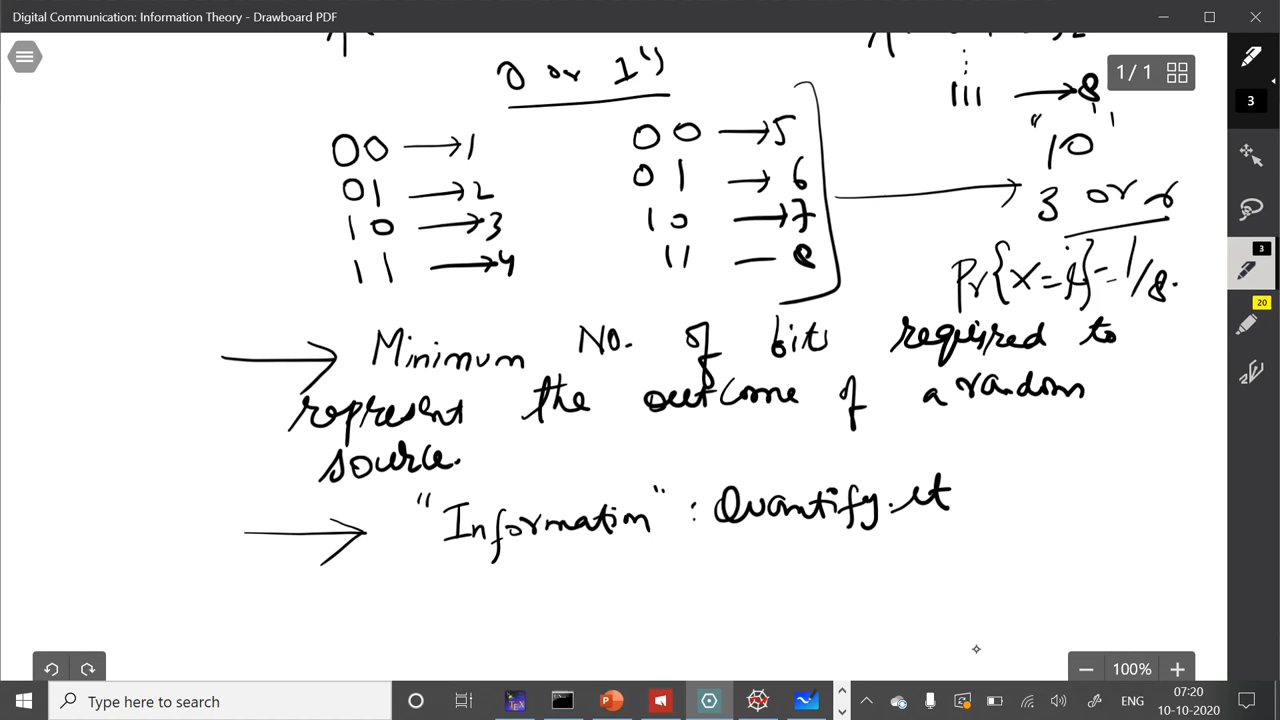 Digital Communication: Information Theory - Drawboard PDF
1 / 1
0 or 1's
111 → 8
"10"
00 → 1
01 → 2
10 → 3
11 → 4
00 → 5
01 → 6
10 → 7
11 — 8
3 or
Pr{X=i}=1/8.
→ Minimum No. of bits required to
represent the outcome of a random
source.
→ "Information" : Quantify it
3
3
20
100%
Type here to search
ENG
07:20
10-10-2020